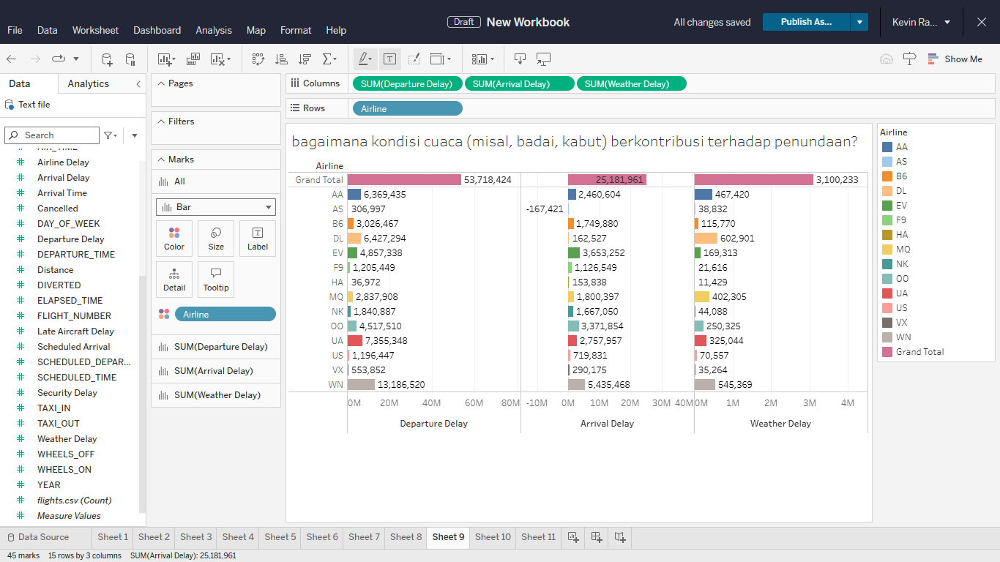 Draft New Workbook
All changes saved
Publish As...
Kevin Ra...
File Data Worksheet Dashboard Analysis Map Format Help
Show Me
Data Analytics
Text file
Search
AIR_TIME
Airline Delay
Arrival Delay
Arrival Time
Cancelled
DAY_OF_WEEK
Departure Delay
DEPARTURE_TIME
Distance
DIVERTED
ELAPSED_TIME
FLIGHT_NUMBER
Late Aircraft Delay
Scheduled Arrival
SCHEDULED_DEPAR...
SCHEDULED_TIME
Security Delay
TAXI_IN
TAXI_OUT
Weather Delay
WHEELS_OFF
WHEELS_ON
YEAR
flights.csv (Count)
Measure Values
Pages
Filters
Marks
All
Bar
Color Size Label
Detail Tooltip
Airline
SUM(Departure Delay)
SUM(Arrival Delay)
SUM(Weather Delay)
Columns SUM(Departure Delay) SUM(Arrival Delay) SUM(Weather Delay)
Rows Airline
bagaimana kondisi cuaca (misal, badai, kabut) berkontribusi terhadap penundaan?
Airline
Grand Total 53,718,424 25,181,961 3,100,233
AA 6,369,435 2,460,604 467,420
AS 306,997 -167,421 38,832
B6 3,026,467 1,749,880 115,770
DL 6,427,294 162,527 602,901
EV 4,857,338 3,653,252 169,313
F9 1,205,449 1,126,549 21,616
HA 36,972 153,838 11,429
MQ 2,837,908 1,800,397 402,305
NK 1,840,887 1,667,050 44,088
OO 4,517,510 3,371,854 250,325
UA 7,355,348 2,757,957 325,044
US 1,196,447 719,831 70,557
VX 553,852 290,175 35,264
WN 13,186,520 5,435,468 545,369
0M 20M 40M 60M 80M -10M 0M 10M 20M 30M 40M 0M 1M 2M 3M 4M
Departure Delay Arrival Delay Weather Delay
Airline
AA
AS
B6
DL
EV
F9
HA
MQ
NK
OO
UA
US
VX
WN
Grand Total
Data Source Sheet 1 Sheet 2 Sheet 3 Sheet 4 Sheet 5 Sheet 6 Sheet 7 Sheet 8 Sheet 9 Sheet 10 Sheet 11
45 marks 15 rows by 3 columns SUM(Arrival Delay): 25,181,961